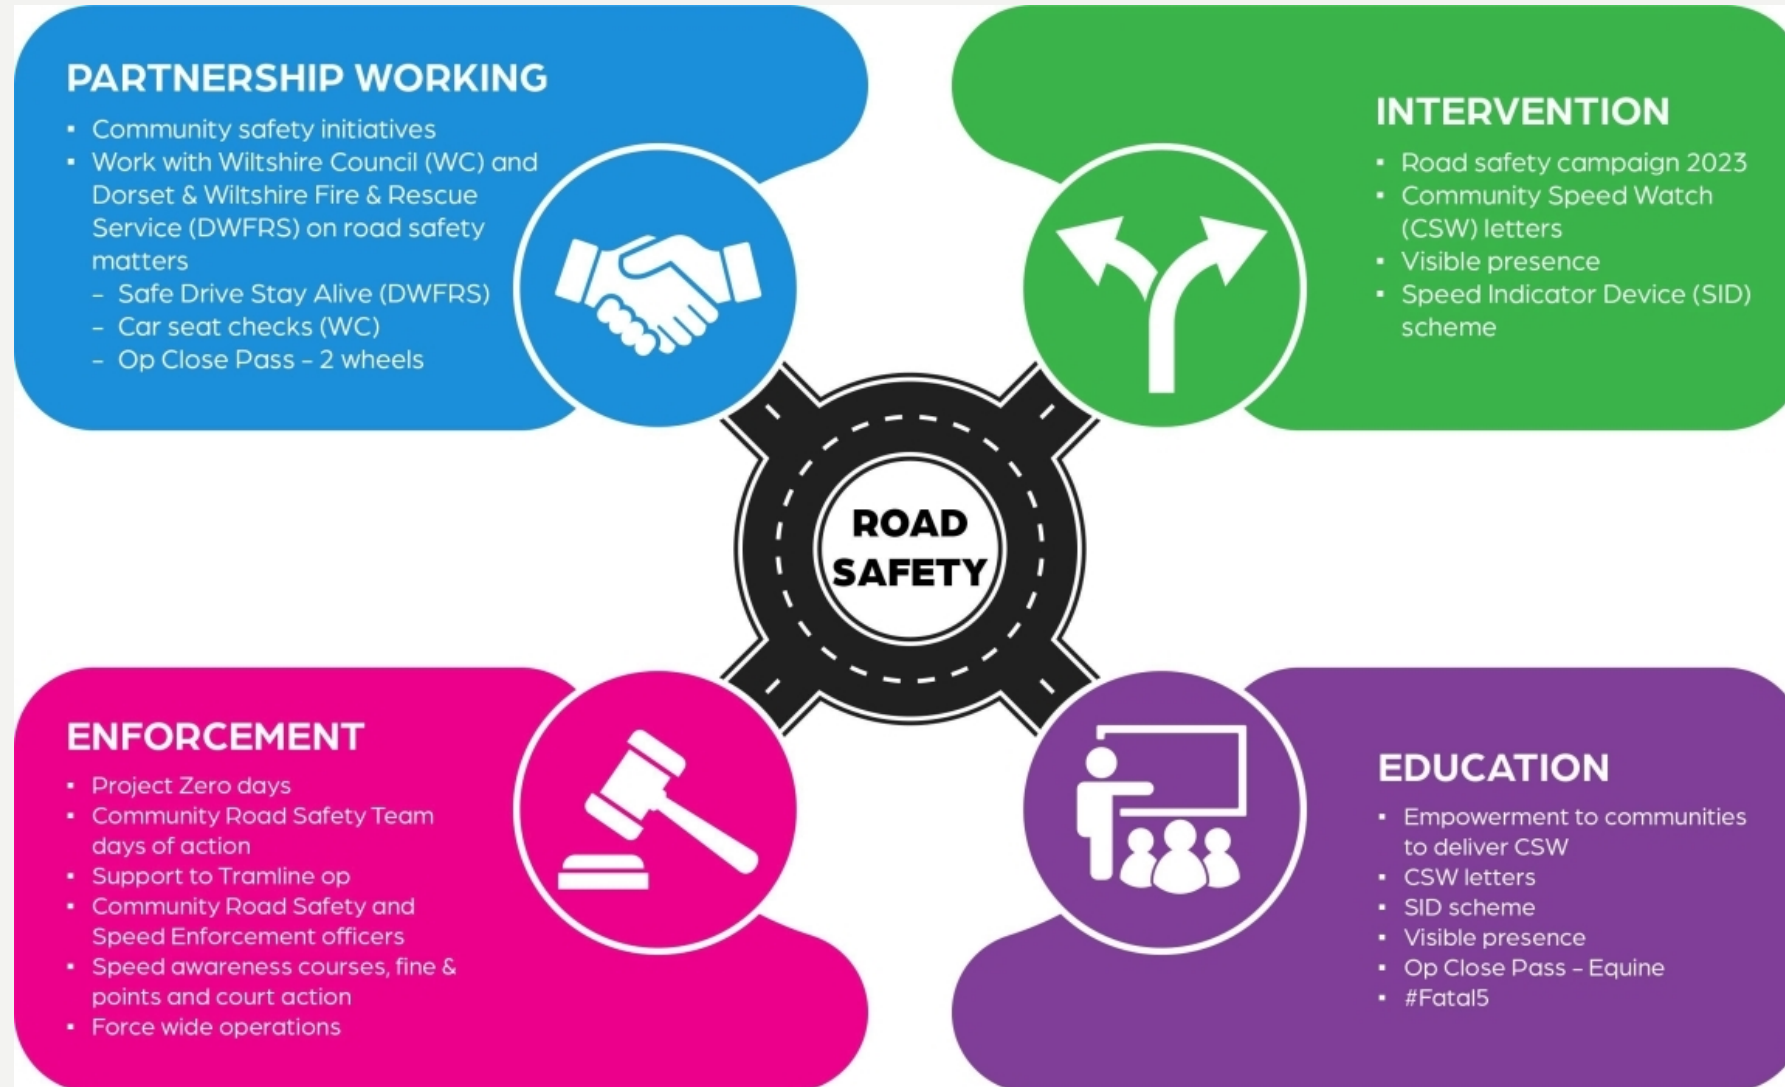 PARTNERSHIP WORKING
▪ Community safety initiatives
▪ Work with Wiltshire Council (WC) and
Dorset & Wiltshire Fire & Rescue
Service (DWFRS) on road safety
matters
– Safe Drive Stay Alive (DWFRS)
– Car seat checks (WC)
– Op Close Pass – 2 wheels
INTERVENTION
▪ Road safety campaign 2023
▪ Community Speed Watch
(CSW) letters
▪ Visible presence
▪ Speed Indicator Device (SID)
scheme
ROAD
SAFETY
ENFORCEMENT
▪ Project Zero days
▪ Community Road Safety Team
days of action
▪ Support to Tramline op
▪ Community Road Safety and
Speed Enforcement officers
▪ Speed awareness courses, fine &
points and court action
▪ Force wide operations
EDUCATION
▪ Empowerment to communities
to deliver CSW
▪ CSW letters
▪ SID scheme
▪ Visible presence
▪ Op Close Pass – Equine
▪ #Fatal5